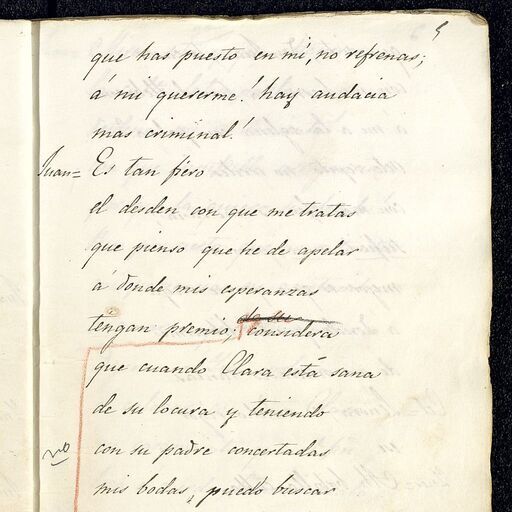 5
que has puesto en mi, no refrenas;
á mi quererme! hay audacia
mas criminal!
Juan= Es tan fiero
el desden con que me tratas
que pienso que he de apelar
á donde mis esperanzas
tengan premio; considera
que cuando Clara está sana
de su locura y teniendo
no con su padre concertadas
mis bodas, puedo buscar